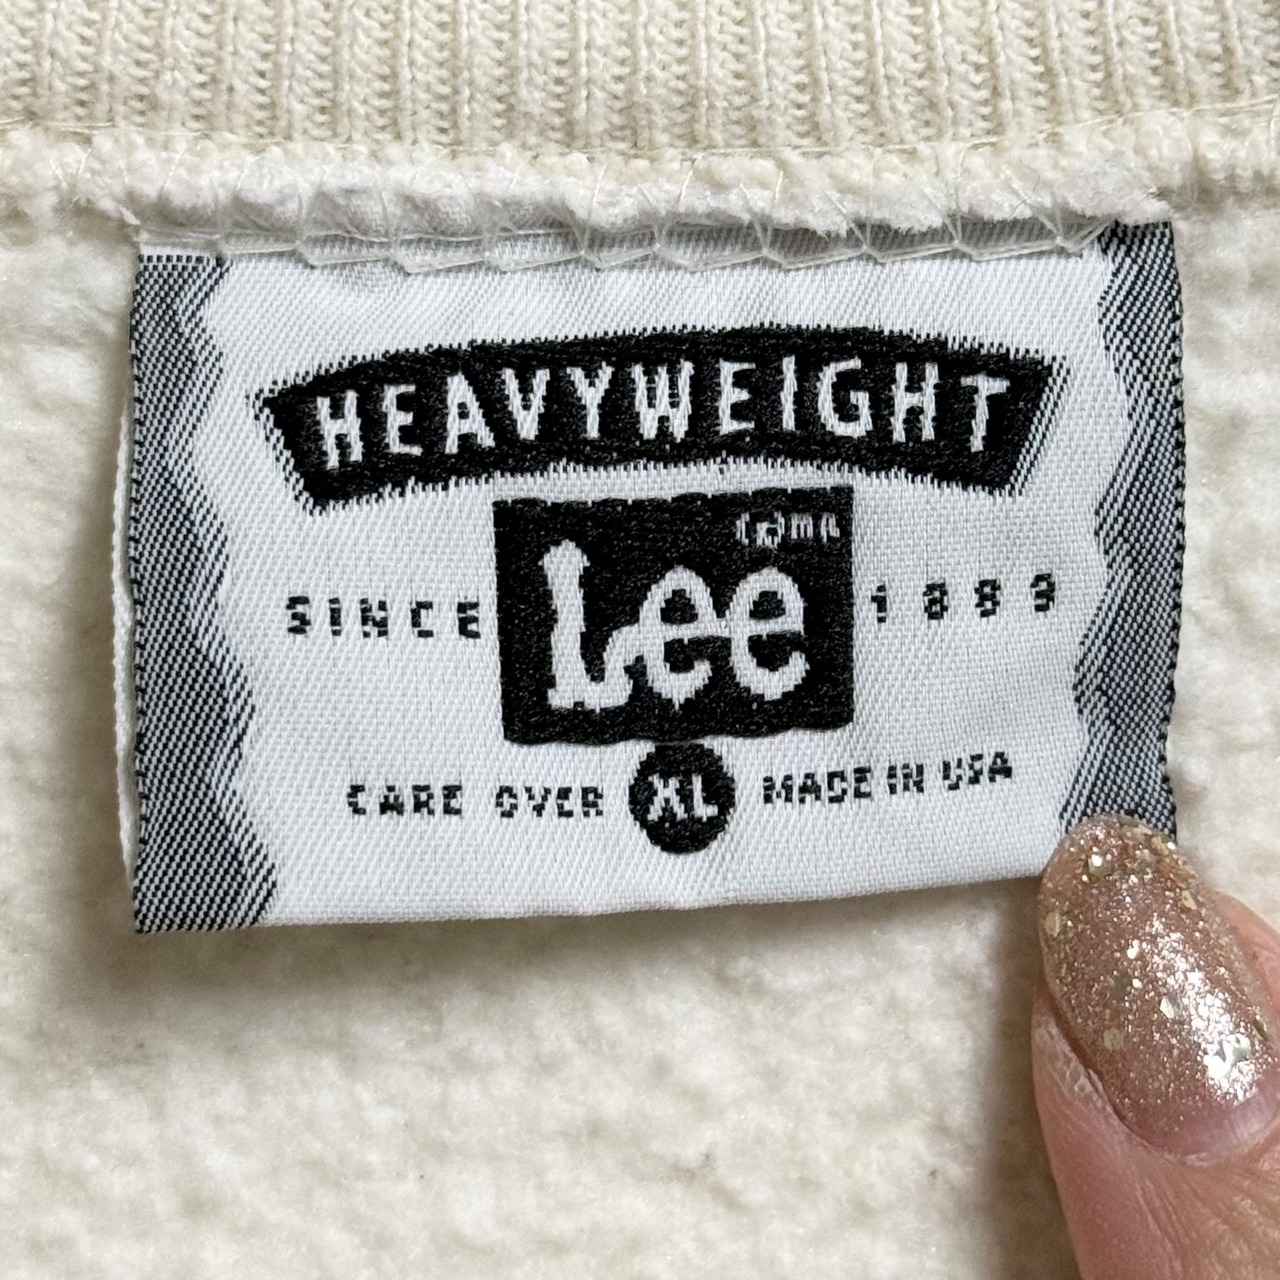 HEAVYWEIGHT
Lee
SINCE 1889
CARE OVER XL MADE IN USA